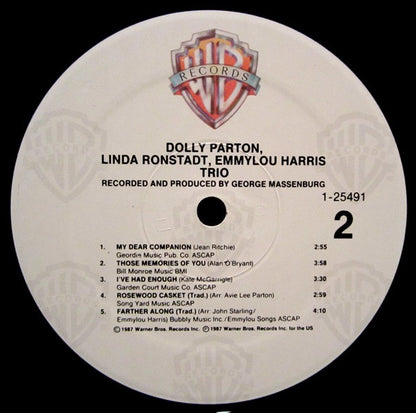 WB
RECORDS
DOLLY PARTON,
LINDA RONSTADT, EMMYLOU HARRIS
TRIO
RECORDED AND PRODUCED BY GEORGE MASSENBURG
1-25491
2
1. MY DEAR COMPANION (Jean Ritchie) 2:55
Geordin Music Pub. Co. ASCAP
2. THOSE MEMORIES OF YOU (Alan O'Bryant) 3:58
Bill Monroe Music BMI
3. I'VE HAD ENOUGH (Kate McGarrigle) 3:30
Garden Court Music Co. ASCAP
4. ROSEWOOD CASKET (Trad.) (Arr. Avie Lee Parton) 2:59
Song Yard Music ASCAP
5. FARTHER ALONG (Trad.) (Arr. John Starling/ 4:10
Emmylou Harris) Bubbly Music Inc./Emmylou Songs ASCAP
© 1987 Warner Bros. Records Inc. ℗ 1987 Warner Bros. Records Inc. for the US